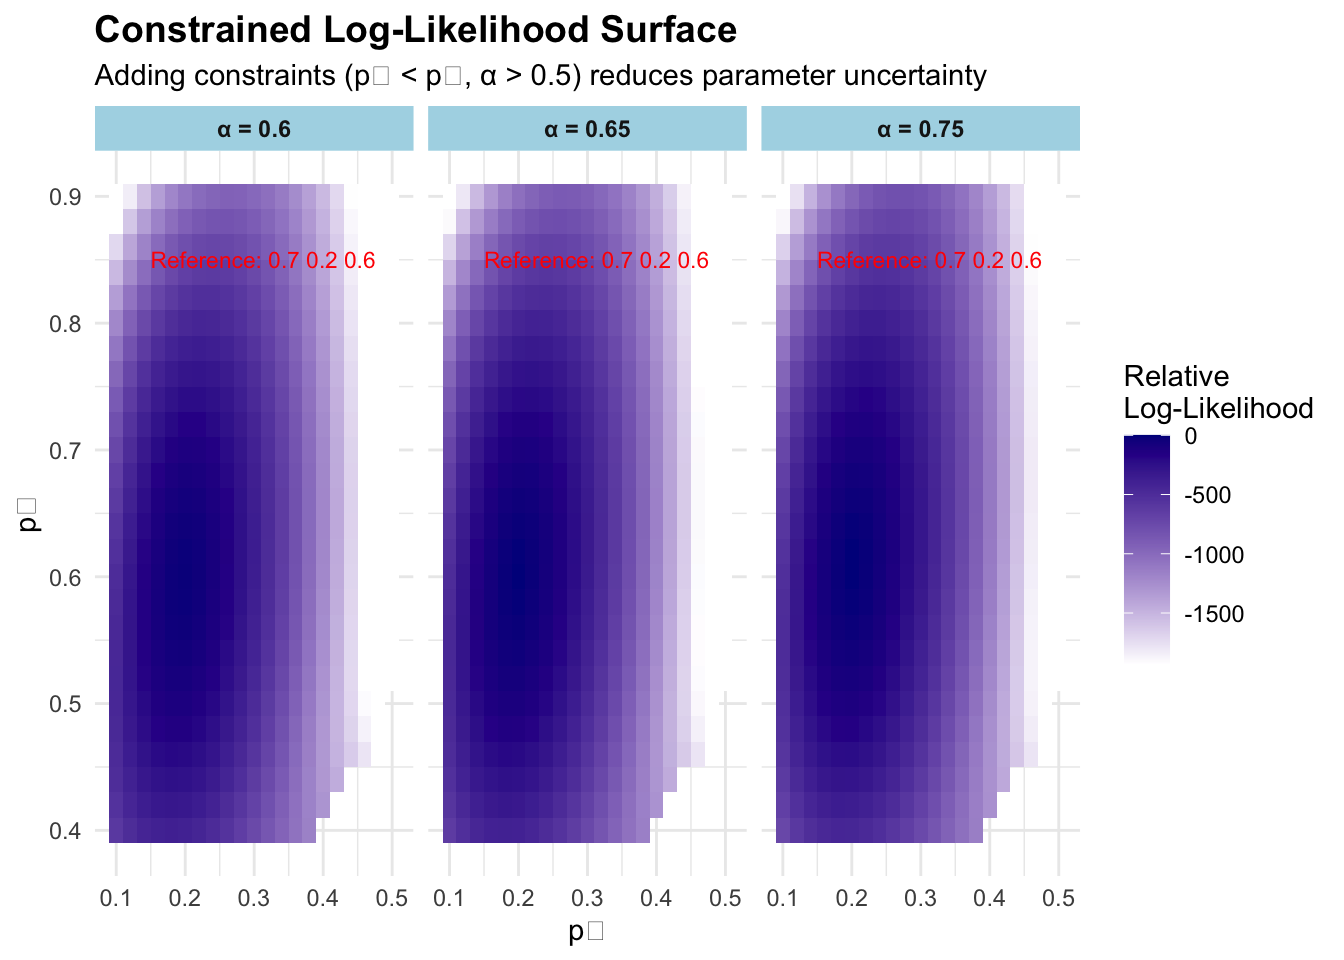 Constrained Log-Likelihood Surface
Adding constraints (p□ < p□, α > 0.5) reduces parameter uncertainty
α = 0.6
α = 0.65
α = 0.75
0.9
0.8
0.7
0.6
0.5
0.4
p□
Reference: 0.7 0.2 0.6
Reference: 0.7 0.2 0.6
Reference: 0.7 0.2 0.6
0.1 0.2 0.3 0.4 0.5
0.1 0.2 0.3 0.4 0.5
0.1 0.2 0.3 0.4 0.5
p□
Relative
Log-Likelihood
0
-500
-1000
-1500